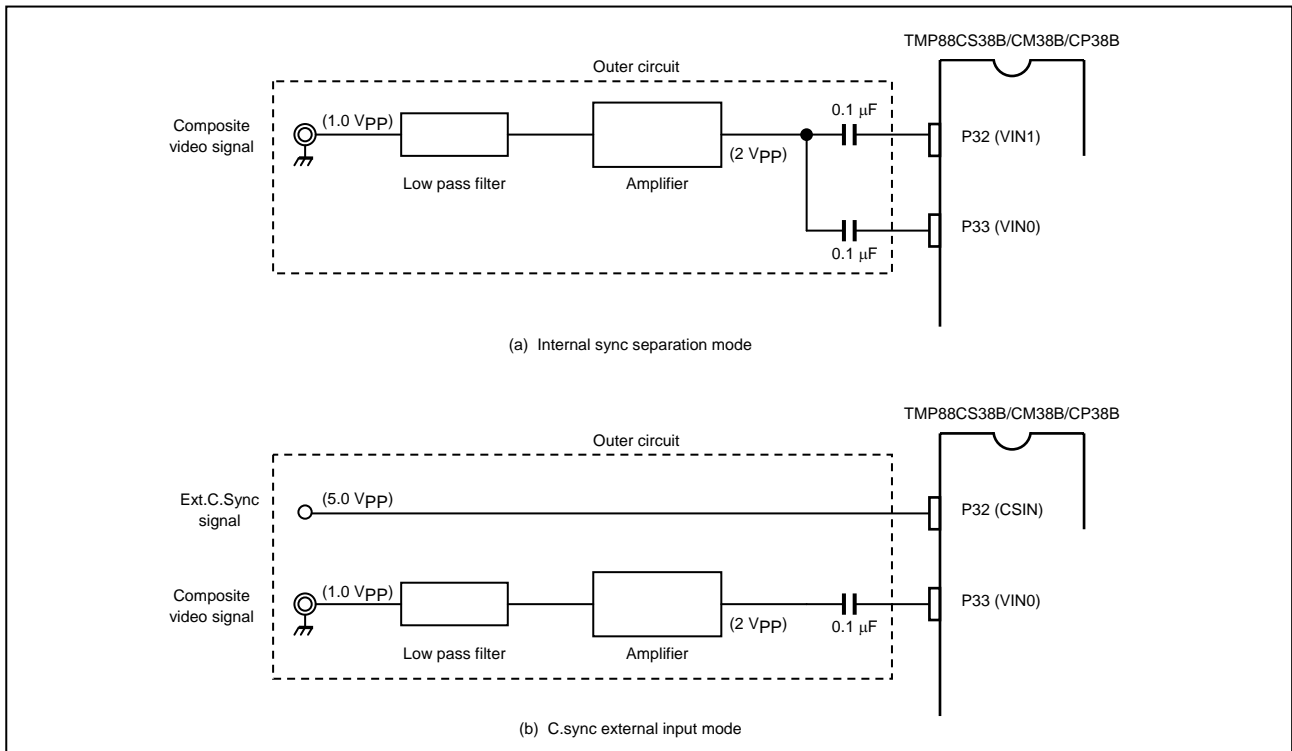 TMP88CS38B/CM38B/CP38B
Outer circuit
Composite
video signal
(1.0 VPP)
Low pass filter
Amplifier
(2 VPP)
0.1 μF
0.1 μF
P32 (VIN1)
P33 (VIN0)
(a) Internal sync separation mode
TMP88CS38B/CM38B/CP38B
Outer circuit
Ext.C.Sync
signal
(5.0 VPP)
P32 (CSIN)
Composite
video signal
(1.0 VPP)
Low pass filter
Amplifier
(2 VPP)
0.1 μF
P33 (VIN0)
(b) C.sync external input mode